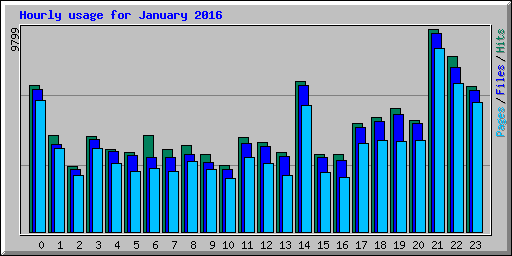 Hourly usage for January 2016
9799
Pages / Files / Hits
0 1 2 3 4 5 6 7 8 9 10 11 12 13 14 15 16 17 18 19 20 21 22 23